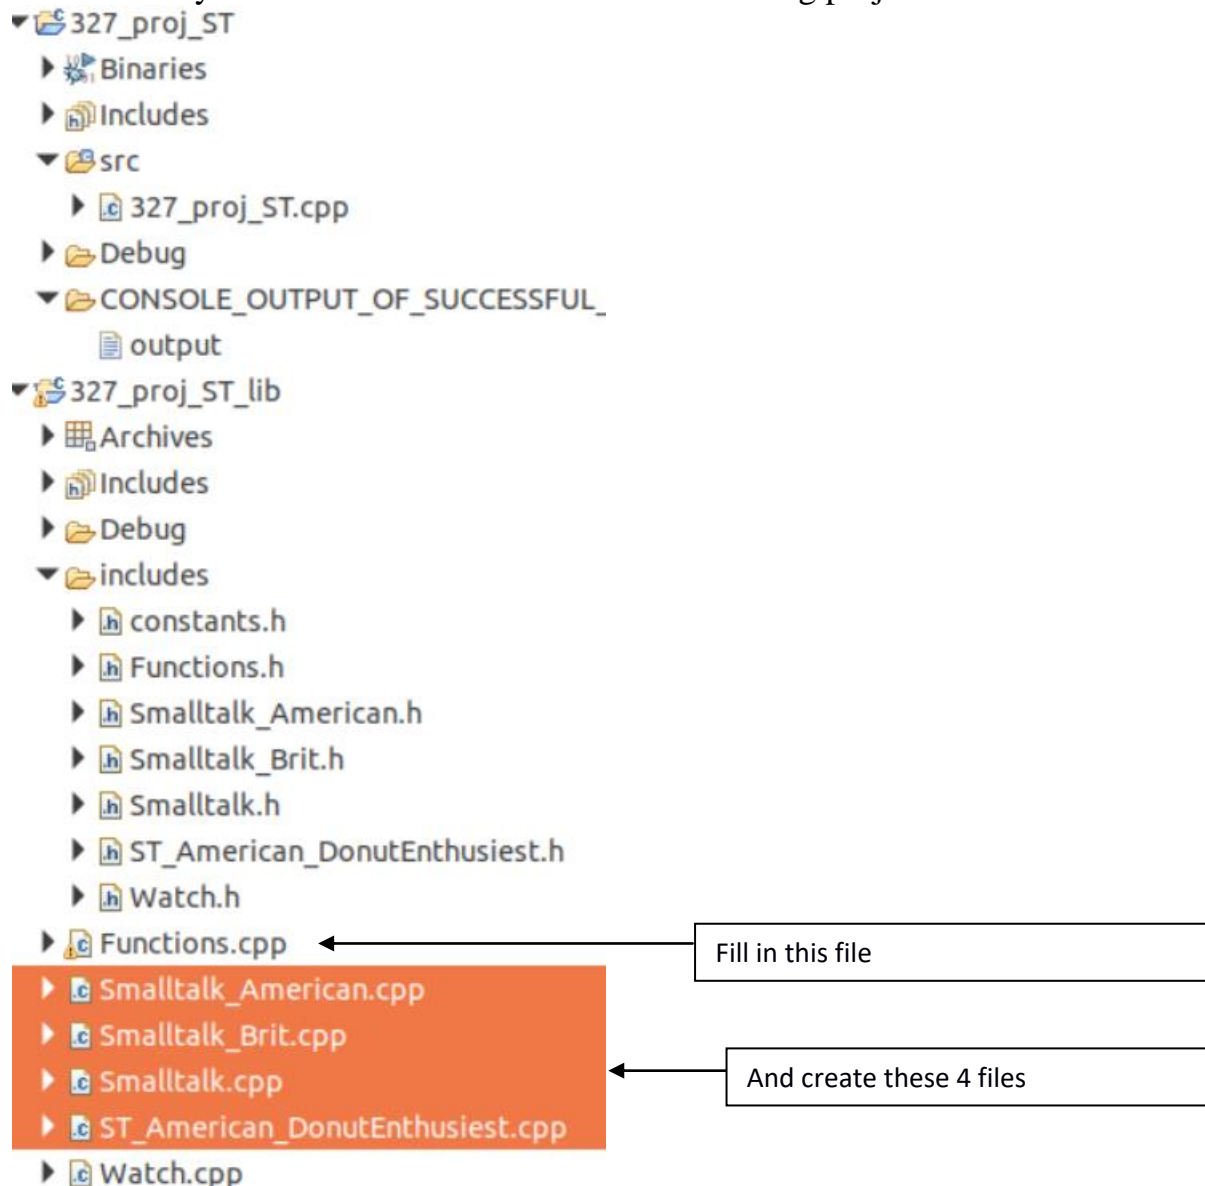 327_proj_ST
Binaries
Includes
src
327_proj_ST.cpp
Debug
CONSOLE_OUTPUT_OF_SUCCESSFUL_
output
327_proj_ST_lib
Archives
Includes
Debug
includes
constants.h
Functions.h
Smalltalk_American.h
Smalltalk_Brit.h
Smalltalk.h
ST_American_DonutEnthusiest.h
Watch.h
Functions.cpp
Fill in this file
Smalltalk_American.cpp
Smalltalk_Brit.cpp
Smalltalk.cpp
And create these 4 files
ST_American_DonutEnthusiest.cpp
Watch.cpp